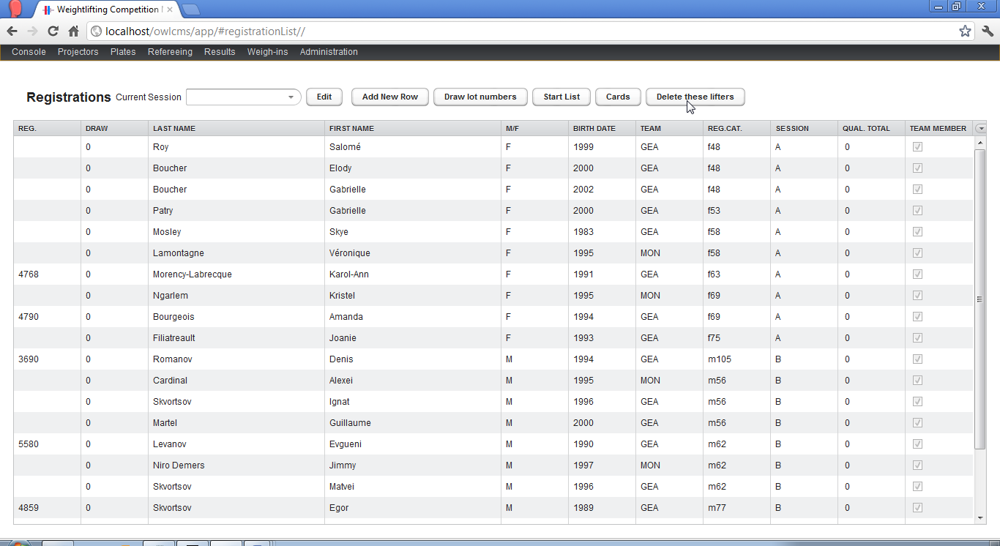 Weightlifting Competition
localhost/owlcms/app/#registrationList//
Console Projectors Plates Refereeing Results Weigh-ins Administration
Registrations Current Session Edit Add New Row Draw lot numbers Start List Cards Delete these lifters
REG. DRAW LAST NAME FIRST NAME M/F BIRTH DATE TEAM REG.CAT. SESSION QUAL. TOTAL TEAM MEMBER
0 Roy Salomé F 1999 GEA f48 A 0
0 Boucher Elody F 2000 GEA f48 A 0
0 Boucher Gabrielle F 2002 GEA f48 A 0
0 Patry Gabrielle F 2000 GEA f53 A 0
0 Mosley Skye F 1983 GEA f58 A 0
0 Lamontagne Véronique F 1995 MON f58 A 0
4768 0 Morency-Labrecque Karol-Ann F 1991 GEA f63 A 0
0 Ngarlem Kristel F 1995 MON f69 A 0
4790 0 Bourgeois Amanda F 1994 GEA f69 A 0
0 Filiatreault Joanie F 1993 GEA f75 A 0
3690 0 Romanov Denis M 1994 GEA m105 B 0
0 Cardinal Alexei M 1995 MON m56 B 0
0 Skvortsov Ignat M 1996 GEA m56 B 0
0 Martel Guillaume M 2000 GEA m56 B 0
5580 0 Levanov Evgueni M 1990 GEA m62 B 0
0 Niro Demers Jimmy M 1997 MON m62 B 0
0 Skvortsov Matvei M 1996 GEA m62 B 0
4859 0 Skvortsov Egor M 1989 GEA m77 B 0